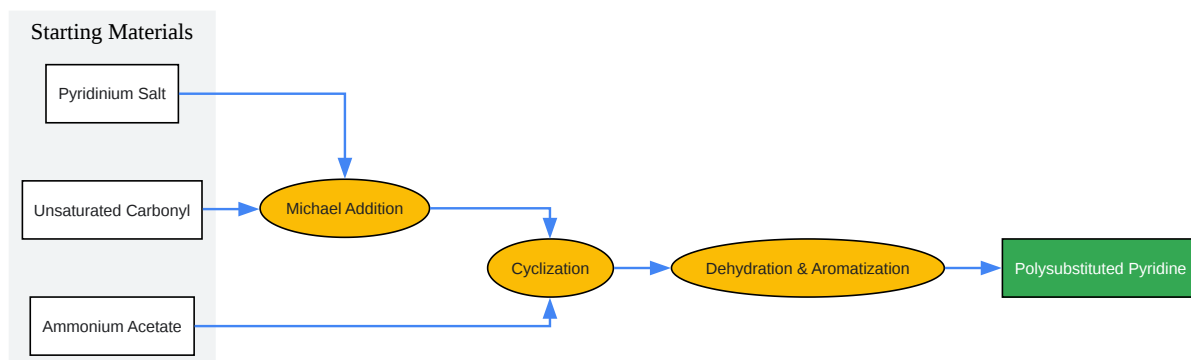 Starting Materials
Pyridinium Salt
Unsaturated Carbonyl
Michael Addition
Cyclization
Dehydration & Aromatization
Polysubstituted Pyridine
Ammonium Acetate